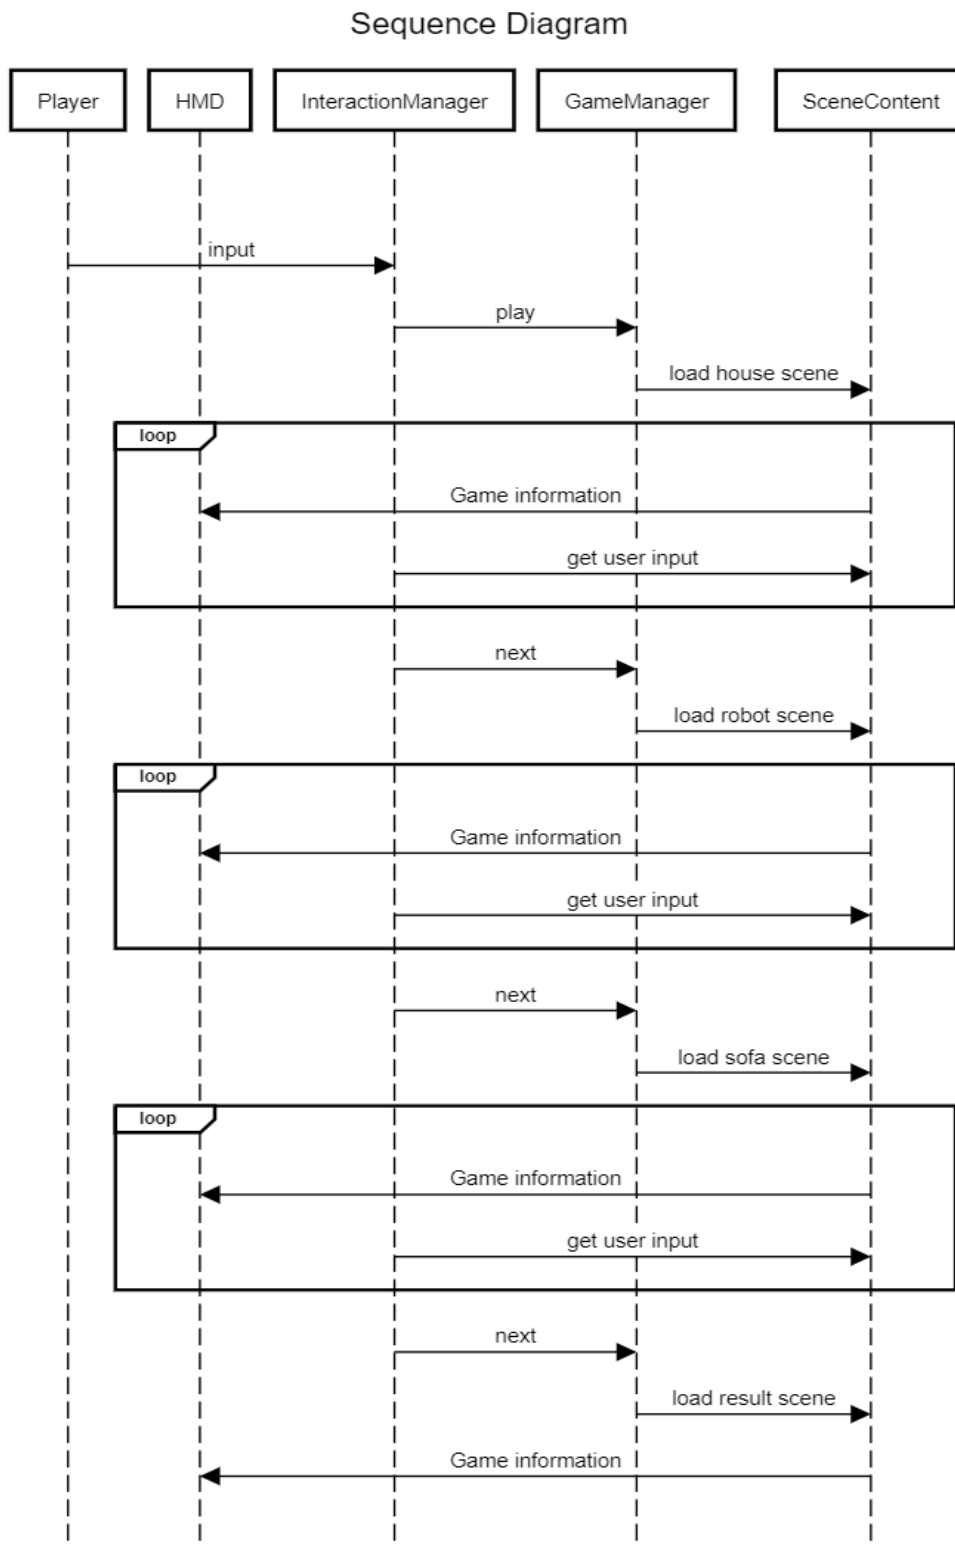 Sequence Diagram
Player
HMD
InteractionManager
GameManager
SceneContent
input
play
load house scene
loop
Game information
get user input
next
load robot scene
loop
Game information
get user input
next
load sofa scene
loop
Game information
get user input
next
load result scene
Game information